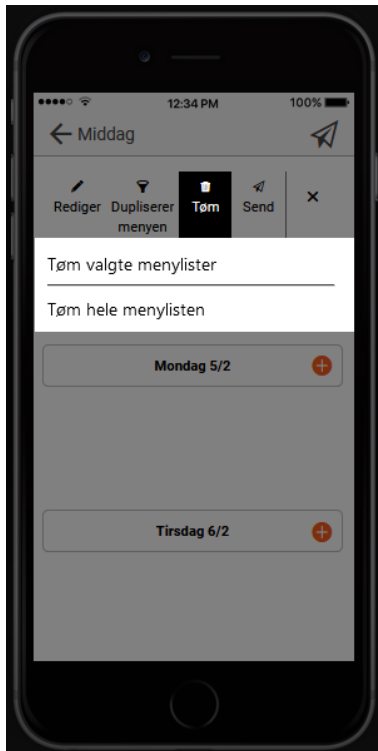 12:34 PM
100%
Middag
Rediger
Dupliserer
menyen
Tøm
Send
Tøm valgte menylister
Tøm hele menylisten
Mondag 5/2
Tirsdag 6/2